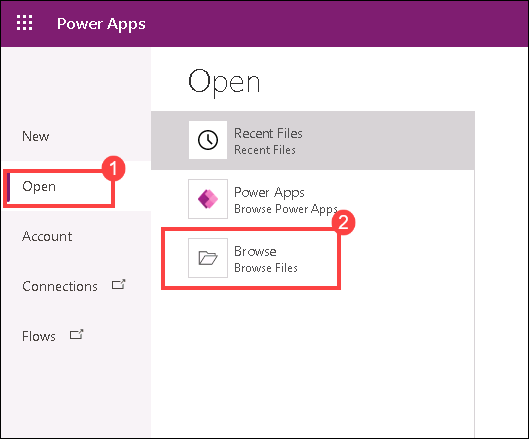 Power Apps
Open
New
Open
Account
Connections
Flows
1
Recent Files
Recent Files
Power Apps
Browse Power Apps
2
Browse
Browse Files